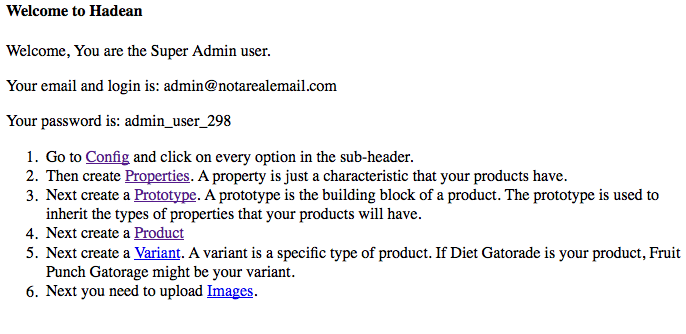 Welcome to Hadean
Welcome, You are the Super Admin user.
Your email and login is: admin@notarealemail.com
Your password is: admin_user_298
1. Go to Config and click on every option in the sub-header.
2. Then create Properties. A property is just a characteristic that your products have.
3. Next create a Prototype. A prototype is the building block of a product. The prototype is used to
inherit the types of properties that your products will have.
4. Next create a Product
5. Next create a Variant. A variant is a specific type of product. If Diet Gatorade is your product, Fruit
Punch Gatorage might be your variant.
6. Next you need to upload Images.